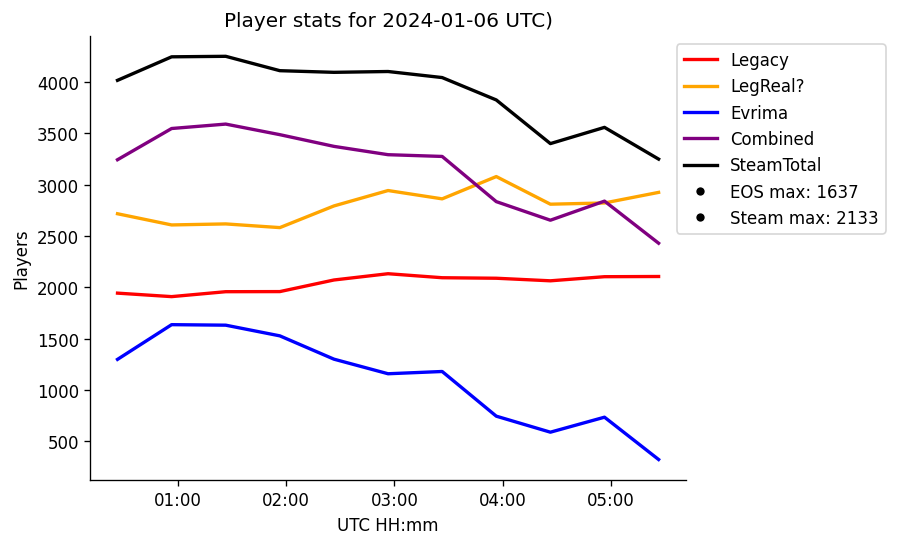 Player stats for 2024-01-06 UTC)
Players
4000
3500
3000
2500
2000
1500
1000
500
01:00
02:00
03:00
04:00
05:00
UTC HH:mm
Legacy
LegReal?
Evrima
Combined
SteamTotal
EOS max: 1637
Steam max: 2133